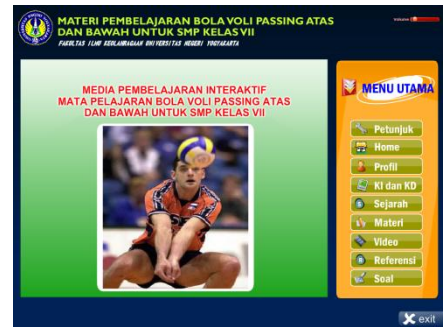 MATERI PEMBELAJARAN BOLA VOLI PASSING ATAS
DAN BAWAH UNTUK SMP KELAS VII
FAKULTAS ILMU KEOLAHRAGAAN UNIVERSITAS NEGERI YOGYAKARTA
MEDIA PEMBELAJARAN INTERAKTIF
MATA PELAJARAN BOLA VOLI PASSING ATAS
DAN BAWAH UNTUK SMP KELAS VII
MENU UTAMA
Petunjuk
Home
Profil
KI dan KD
Sejarah
Materi
Video
Referensi
Soal
exit